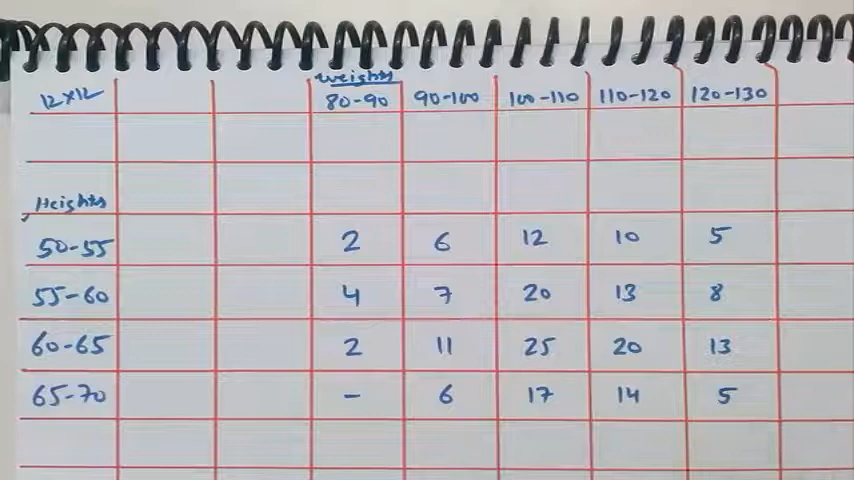 Weights
12×12 80-90 90-100 100-110 110-120 120-130
Heights
50-55 2 6 12 10 5
55-60 4 7 20 13 8
60-65 2 11 25 20 13
65-70 - 6 17 14 5